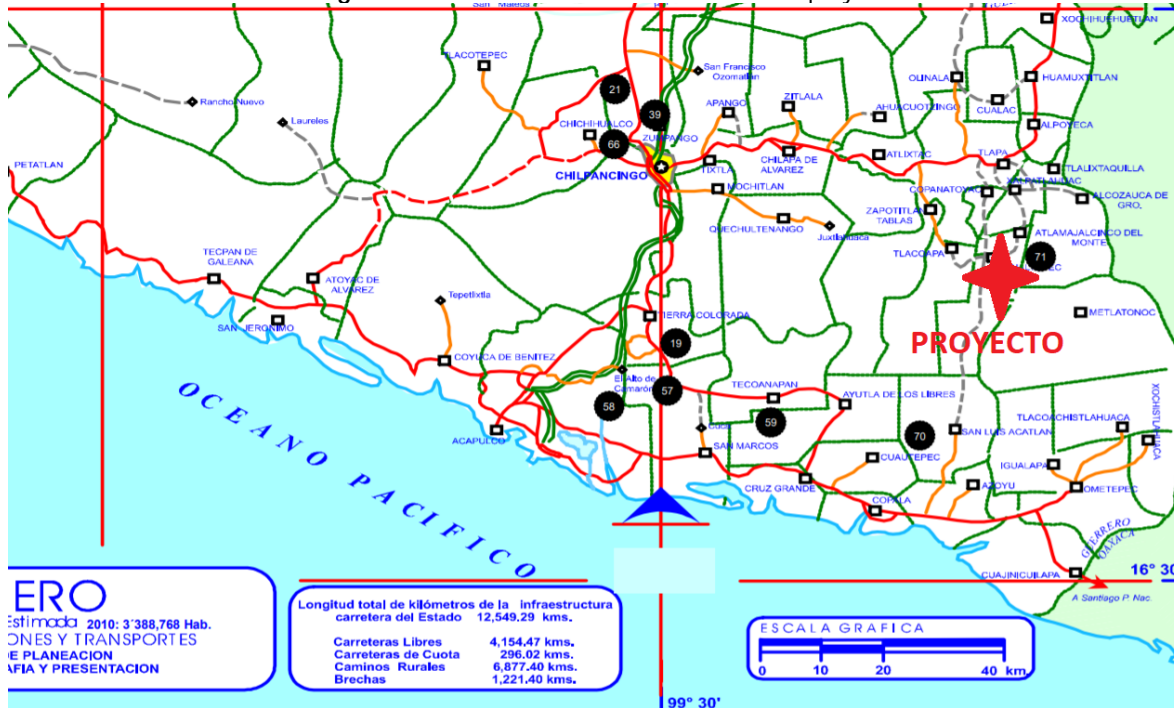 XOCHIHUEHUETLAN
TLACOTEPEC
San Francisco
Ozomatlan
OLINALA
HUAMUXTITLAN
CUALAC
Rancho Nuevo
21
39
APANGO
ZITLALA
AHUACUOTZINGO
Laureles
CHICHIHUALCO
ZUMPANGO
ALPOYECA
66
PETATLAN
CHILPANCINGO
TIXTLA
CHILAPA DE
ALVAREZ
ATLIXTAC
TLAPA
TLALIXTAQUILLA
XALPATLAHUAC
MOCHITLAN
COPANATOYAC
ALCOZAUCA DE
GRO.
ZAPOTITLAN
TABLAS
QUECHULTENANGO
Juxtlahuaca
ATLAMAJALCINGO DEL
MONTE
TECPAN DE
GALEANA
TLACOAPA
71
ATOYAC DE
ALVAREZ
Tepetixtla
SAN JERONIMO
TIERRA COLORADA
METLATONOC
PROYECTO
19
COYUCA DE BENITEZ
El Alto de
Camarón
57
TECOANAPAN
AYUTLA DE LOS LIBRES
58
59
70
TLACOACHISTLAHUACA
XOCHISTLAHUACA
SAN LUIS ACATLAN
ACAPULCO
SAN MARCOS
CUAUTEPEC
IGUALAPA
CRUZ GRANDE
AZOYU
OMETEPEC
COPALA
OCEANO PACIFICO
GUERRERO
OAXACA
CUAJINICUILAPA
16° 30
A Santiago P. Nac.
ERO
Estimada 2010: 3´388,768 Hab.
ONES Y TRANSPORTES
DE PLANEACION
AFIA Y PRESENTACION
Longitud total de kilómetros de la infraestructura
carretera del Estado 12,549.29 kms.
Carreteras Libres 4,154.47 kms.
Carreteras de Cuota 296.02 kms.
Caminos Rurales 6,877.40 kms.
Brechas 1,221.40 kms.
ESCALA GRAFICA
0 10 20 40 km.
99° 30'